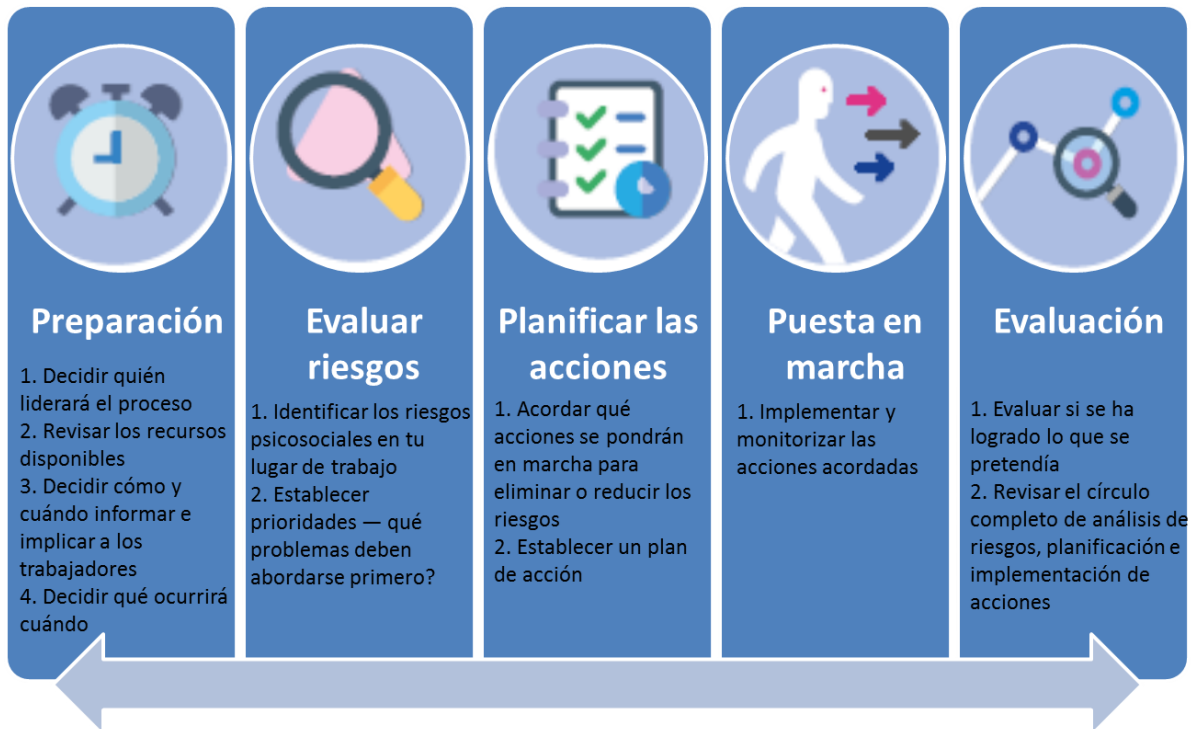 Preparación
1. Decidir quién
liderará el proceso
2. Revisar los recursos
disponibles
3. Decidir cómo y
cuándo informar e
implicar a los
trabajadores
4. Decidir qué ocurrirá
cuándo
Evaluar
riesgos
1. Identificar los riesgos
psicosociales en tu
lugar de trabajo
2. Establecer
prioridades — qué
problemas deben
abordarse primero?
Planificar las
acciones
1. Acordar qué
acciones se pondrán
en marcha para
eliminar o reducir los
riesgos
2. Establecer un plan
de acción
Puesta en
marcha
1. Implementar y
monitorizar las
acciones acordadas
Evaluación
1. Evaluar si se ha
logrado lo que se
pretendía
2. Revisar el círculo
completo de análisis de
riesgos, planificación e
implementación de
acciones